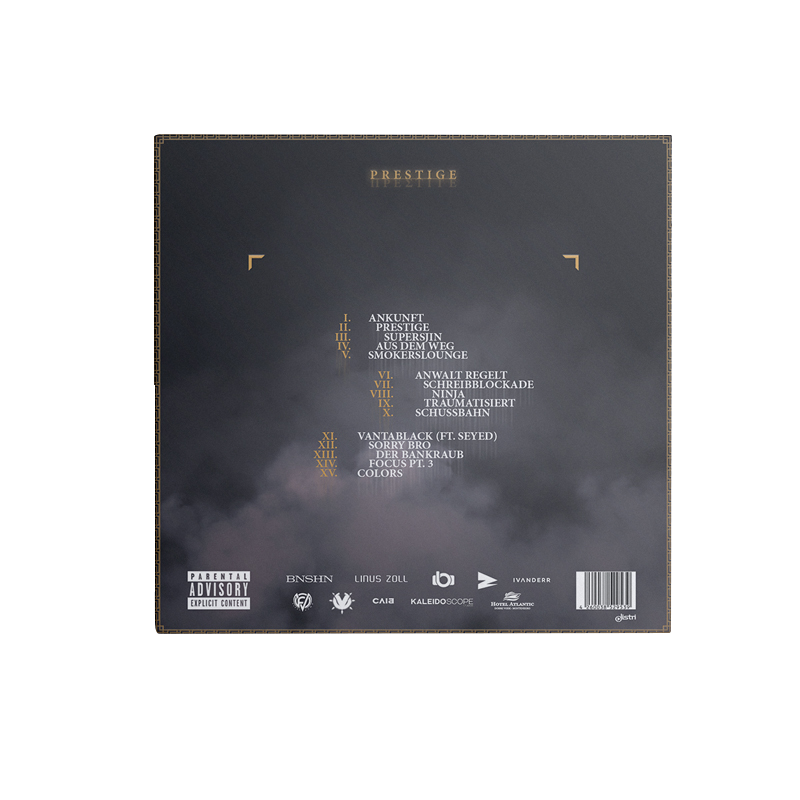 PRESTIGE
I. ANKUNFT
II. PRESTIGE
III. SUPERSJIN
IV. AUS DEM WEG
V. SMOKERSLOUNGE
VI. ANWALT REGELT
VII. SCHREIBBLOCKADE
VIII. NINJA
IX. TRAUMATISIERT
X. SCHUSSBAHN
XI. VANTABLACK (FT. SEYED)
XII. SORRY BRO
XIII. DER BANKRAUB
XIV. FOCUS PT. 3
XV. COLORS
PARENTAL
ADVISORY
EXPLICIT CONTENT
BNSHN LINUS ZOLL IVANDERR
CAIA KALEIDOSCOPE HOTEL ATLANTIC
distri